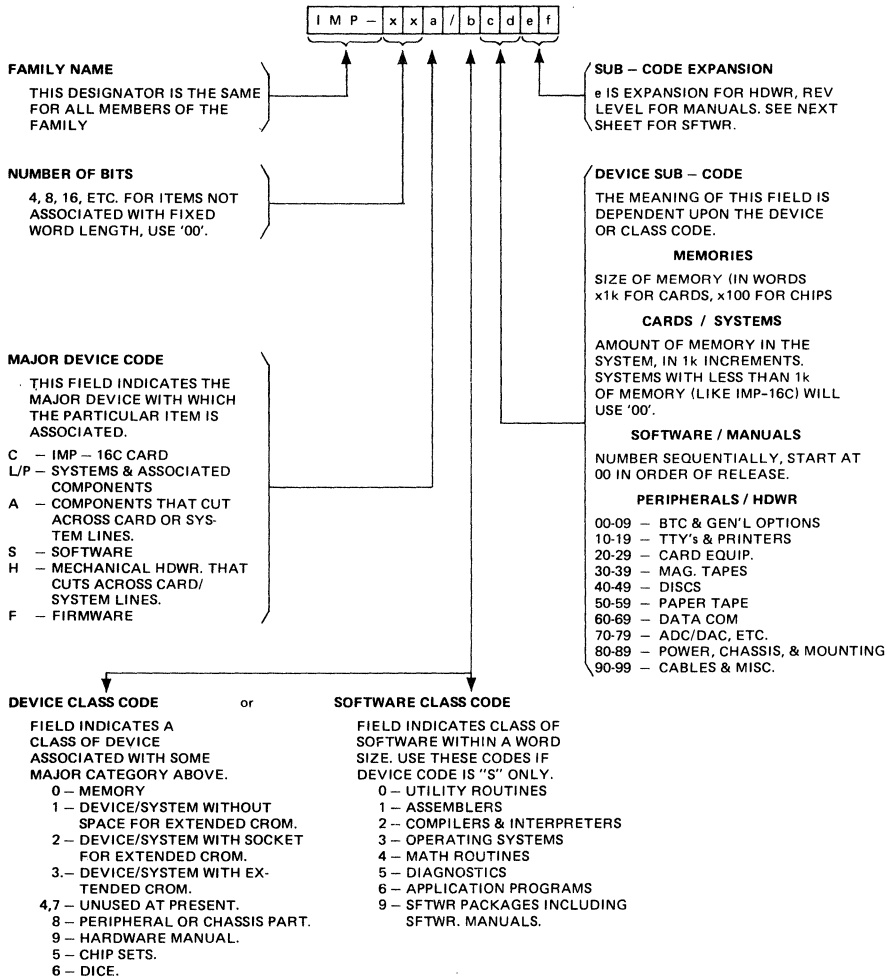 I M P – x x a / b c d e f
FAMILY NAME
THIS DESIGNATOR IS THE SAME
FOR ALL MEMBERS OF THE
FAMILY
NUMBER OF BITS
4, 8, 16, ETC. FOR ITEMS NOT
ASSOCIATED WITH FIXED
WORD LENGTH, USE '00'.
MAJOR DEVICE CODE
THIS FIELD INDICATES THE
MAJOR DEVICE WITH WHICH
THE PARTICULAR ITEM IS
ASSOCIATED.
C – IMP – 16C CARD
L/P – SYSTEMS & ASSOCIATED
COMPONENTS
A – COMPONENTS THAT CUT
ACROSS CARD OR SYS-
TEM LINES.
S – SOFTWARE
H – MECHANICAL HDWR. THAT
CUTS ACROSS CARD/
SYSTEM LINES.
F – FIRMWARE
SUB – CODE EXPANSION
e IS EXPANSION FOR HDWR, REV
LEVEL FOR MANUALS. SEE NEXT
SHEET FOR SFTWR.
DEVICE SUB – CODE
THE MEANING OF THIS FIELD IS
DEPENDENT UPON THE DEVICE
OR CLASS CODE.
MEMORIES
SIZE OF MEMORY (IN WORDS
x1k FOR CARDS, x100 FOR CHIPS
CARDS / SYSTEMS
AMOUNT OF MEMORY IN THE
SYSTEM, IN 1k INCREMENTS.
SYSTEMS WITH LESS THAN 1k
OF MEMORY (LIKE IMP-16C) WILL
USE '00'.
SOFTWARE / MANUALS
NUMBER SEQUENTIALLY, START AT
00 IN ORDER OF RELEASE.
PERIPHERALS / HDWR
00-09 – BTC & GEN'L OPTIONS
10-19 – TTY's & PRINTERS
20-29 – CARD EQUIP.
30-39 – MAG. TAPES
40-49 – DISCS
50-59 – PAPER TAPE
60-69 – DATA COM
70-79 – ADC/DAC, ETC.
80-89 – POWER, CHASSIS, & MOUNTING
90-99 – CABLES & MISC.
DEVICE CLASS CODE
FIELD INDICATES A
CLASS OF DEVICE
ASSOCIATED WITH SOME
MAJOR CATEGORY ABOVE.
0 – MEMORY
1 – DEVICE/SYSTEM WITHOUT
SPACE FOR EXTENDED CROM.
2 – DEVICE/SYSTEM WITH SOCKET
FOR EXTENDED CROM.
3.– DEVICE/SYSTEM WITH EX-
TENDED CROM.
4,7 – UNUSED AT PRESENT.
8 – PERIPHERAL OR CHASSIS PART.
9 – HARDWARE MANUAL.
5 – CHIP SETS.
6 – DICE.
or
SOFTWARE CLASS CODE
FIELD INDICATES CLASS OF
SOFTWARE WITHIN A WORD
SIZE. USE THESE CODES IF
DEVICE CODE IS "S" ONLY.
0 – UTILITY ROUTINES
1 – ASSEMBLERS
2 – COMPILERS & INTERPRETERS
3 – OPERATING SYSTEMS
4 – MATH ROUTINES
5 – DIAGNOSTICS
6 – APPLICATION PROGRAMS
9 – SFTWR PACKAGES INCLUDING
SFTWR. MANUALS.